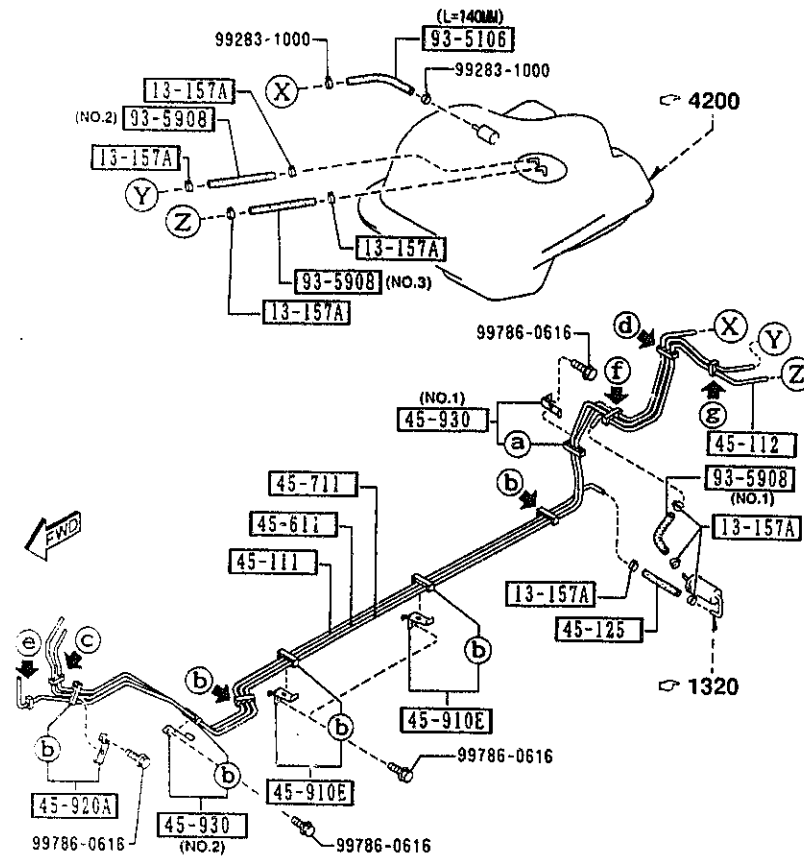 (L=140MM)
99283-1000
93-5106
99283-1000
X
13-157A
4200
(NO.2) 93-5908
13-157A
Y
Z
13-157A
93-5908 (NO.3)
13-157A
99786-0616
d
X
Y
f
Z
(NO.1)
45-930
g
a
45-112
b
93-5908
(NO.1)
45-711
13-157A
45-611
FWD
45-111
13-157A
45-125
e
c
b
b
1320
b
b
45-910E
b
b
99786-0616
45-920A
45-930
(NO.2)
45-910E
99786-0616
99786-0616